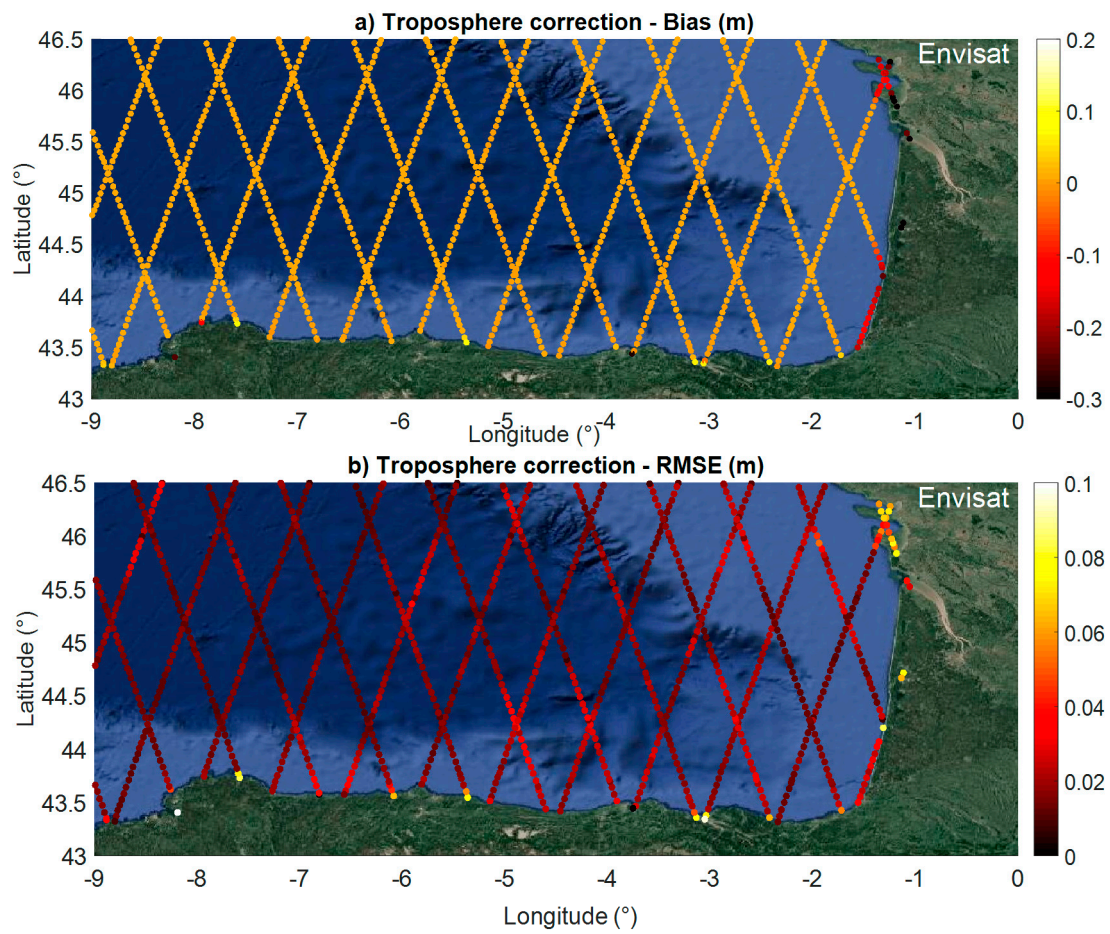 a) Troposphere correction - Bias (m)
46.5
46
45.5
45
44.5
44
43.5
43
Latitude (°)
Envisat
0.2
0.1
0
-0.1
-0.2
-0.3
-9 -8 -7 -6 -5 -4 -3 -2 -1 0
Longitude (°)
b) Troposphere correction - RMSE (m)
46.5
46
45.5
45
44.5
44
43.5
43
Latitude (°)
Envisat
0.1
0.08
0.06
0.04
0.02
0
-9 -8 -7 -6 -5 -4 -3 -2 -1 0
Longitude (°)